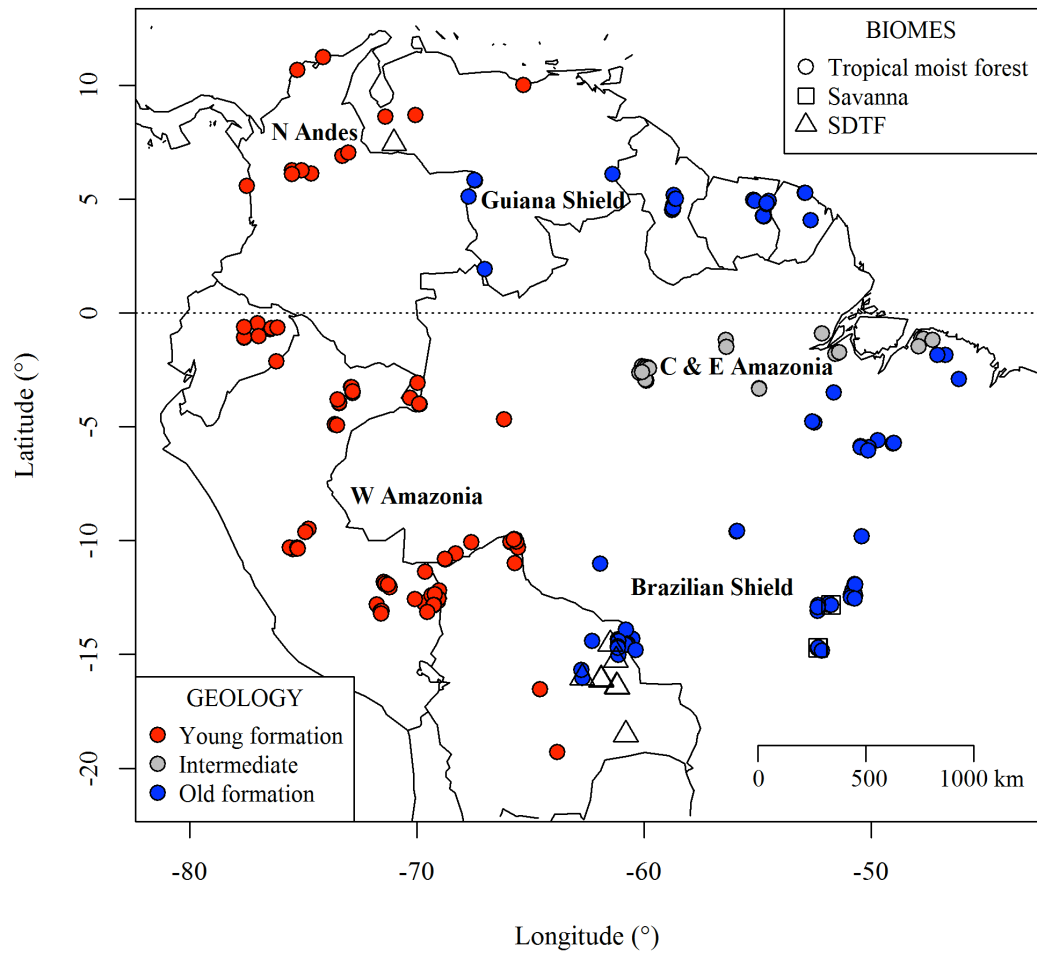 BIOMES
Tropical moist forest
Savanna
SDTF
N Andes
Guiana Shield
C & E Amazonia
W Amazonia
Brazilian Shield
GEOLOGY
Young formation
Intermediate
Old formation
0 500 1000 km
10
5
0
-5
-10
-15
-20
Latitude (°)
-80 -70 -60 -50
Longitude (°)